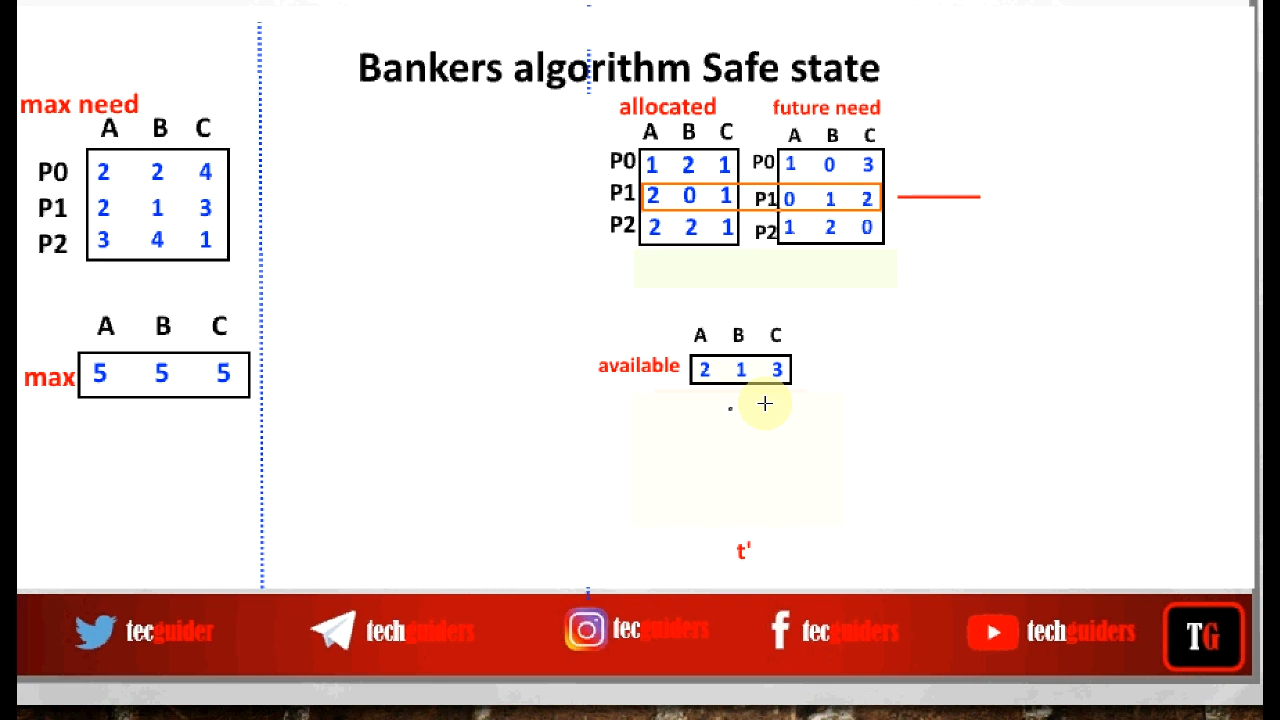 Bankers algorithm Safe state
max need
A B C
P0 2 2 4
P1 2 1 3
P2 3 4 1
A B C
max 5 5 5
allocated future need
A B C A B C
P0 1 2 1 P0 1 0 3
P1 2 0 1 P1 0 1 2
P2 2 2 1 P2 1 2 0
A B C
available 2 1 3
t'
tecguider techguiders tecguiders tecguiders techguiders TG